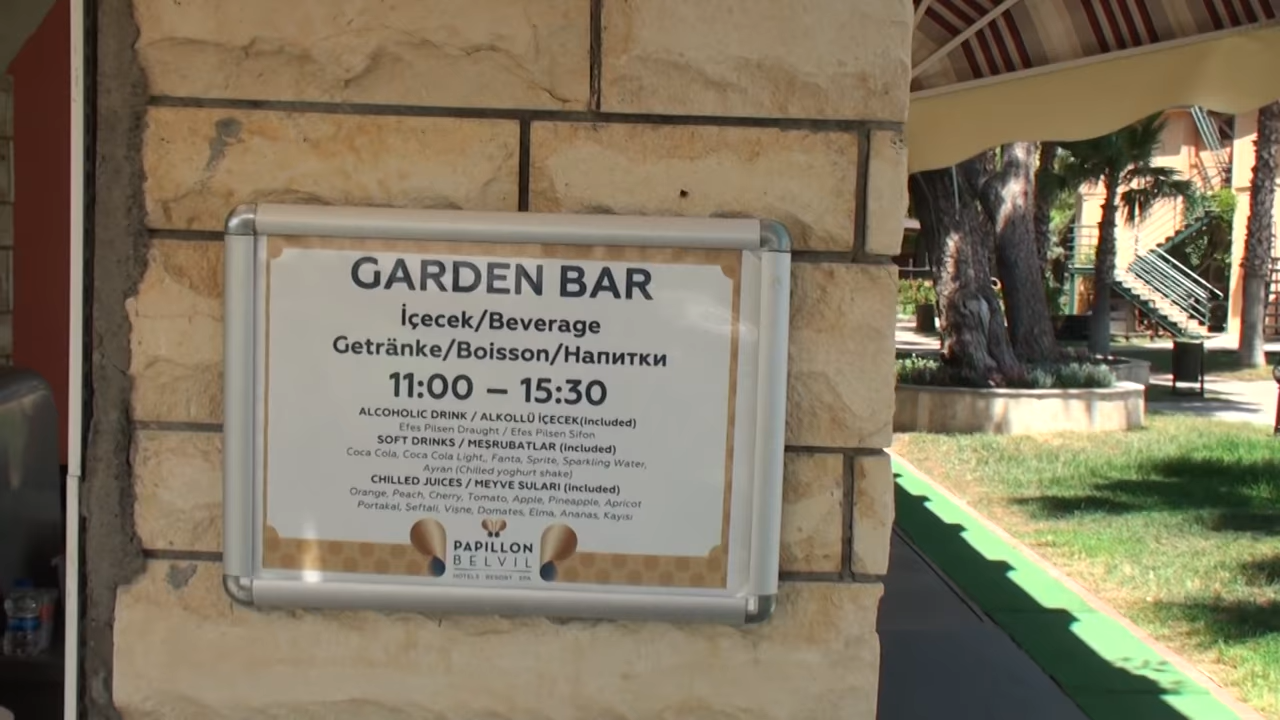 GARDEN BAR
İçecek/Beverage
Getränke/Boisson/Напитки
11:00 – 15:30
ALCOHOLIC DRINK / ALKOLLÜ İÇECEK(included)
Efes Pilsen Draught / Efes Pilsen Sifon
SOFT DRINKS / MEŞRUBATLAR (included)
Coca Cola, Coca Cola Light,, Fanta, Sprite, Sparkling Water,
Ayran (Chilled yoghurt shake)
CHILLED JUICES / MEYVE SULARI (included)
Orange, Peach, Cherry, Tomato, Apple, Pineapple, Apricot
Portakal, Şeftali, Vişne, Domates, Elma, Ananas, Kayısı
PAPILLON
BELVIL
HOTELS RESORT SPA